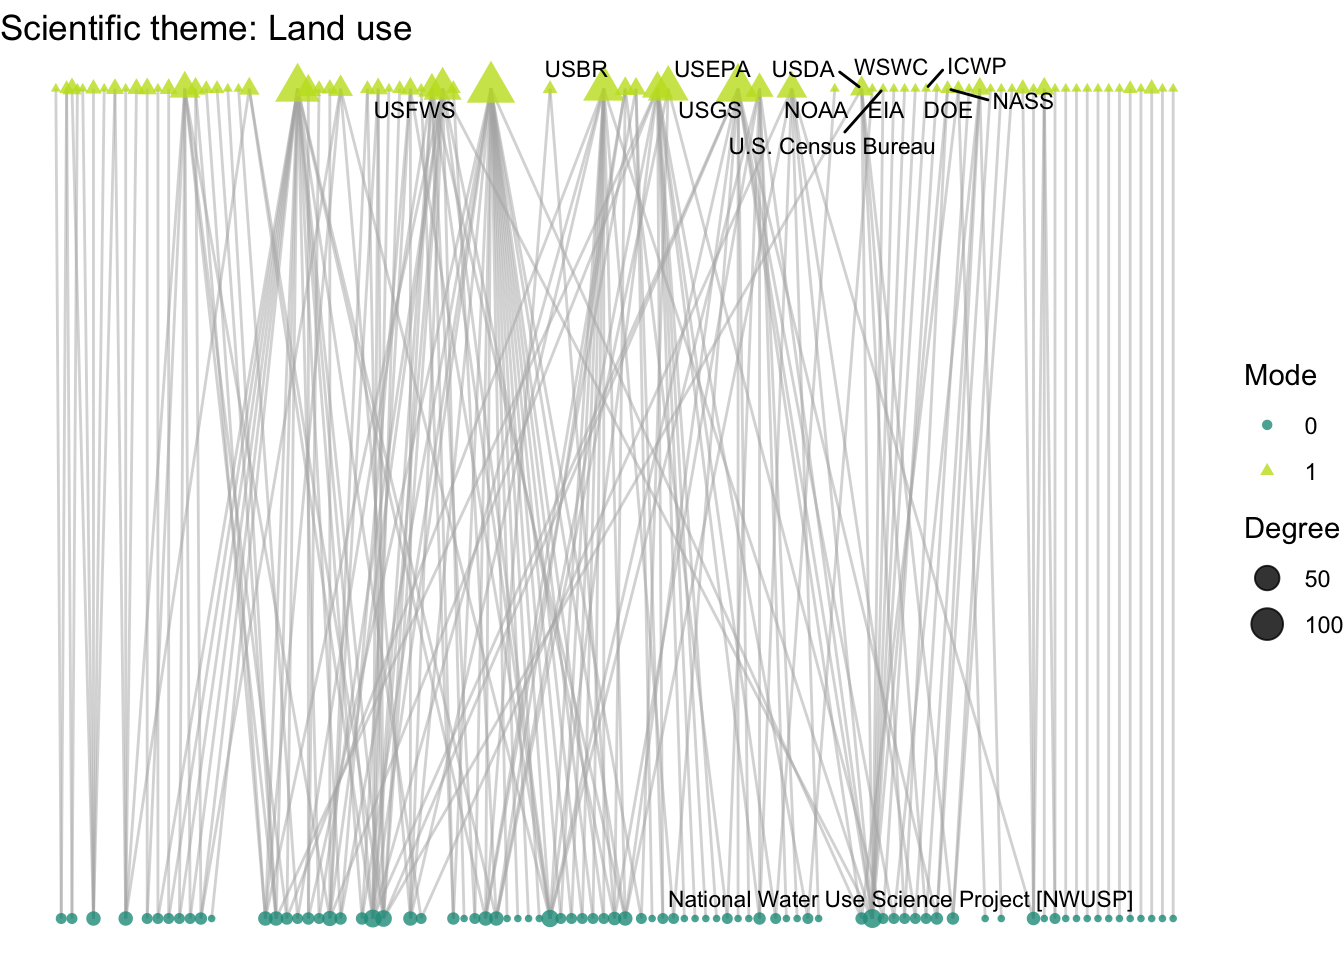 Scientific theme: Land use
USBR USEPA USDA WSWC ICWP
USFWS USGS NOAA EIA DOE NASS
U.S. Census Bureau
Mode
0
1
Degree
50
100
National Water Use Science Project [NWUSP]